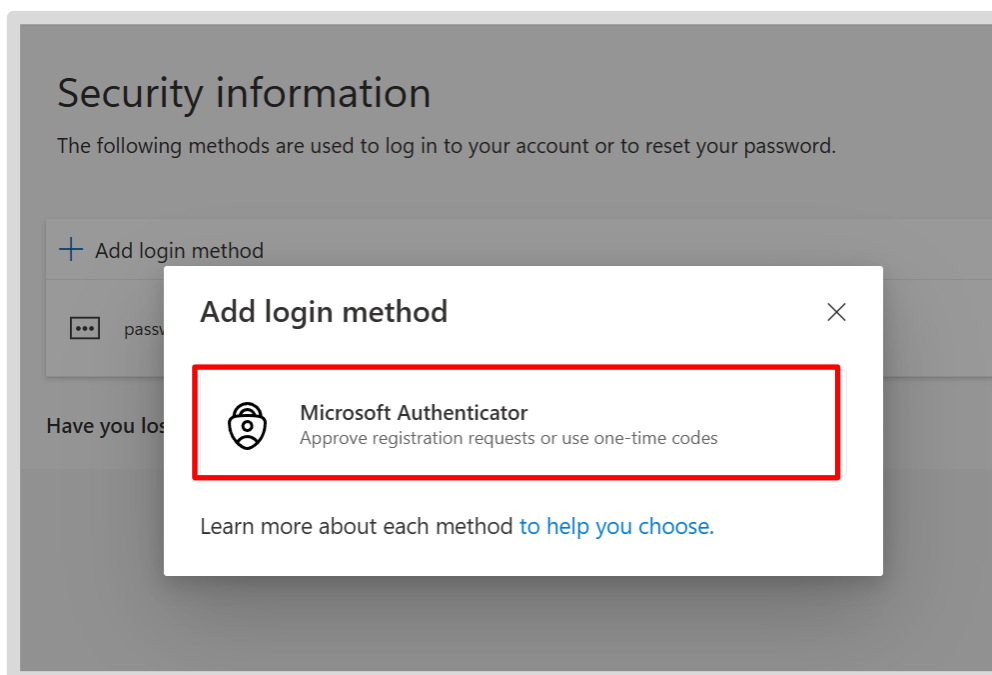 Security information
The following methods are used to log in to your account or to reset your password.
Add login method
Add login method
Microsoft Authenticator
Approve registration requests or use one-time codes
Have you
Learn more about each method to help you choose.